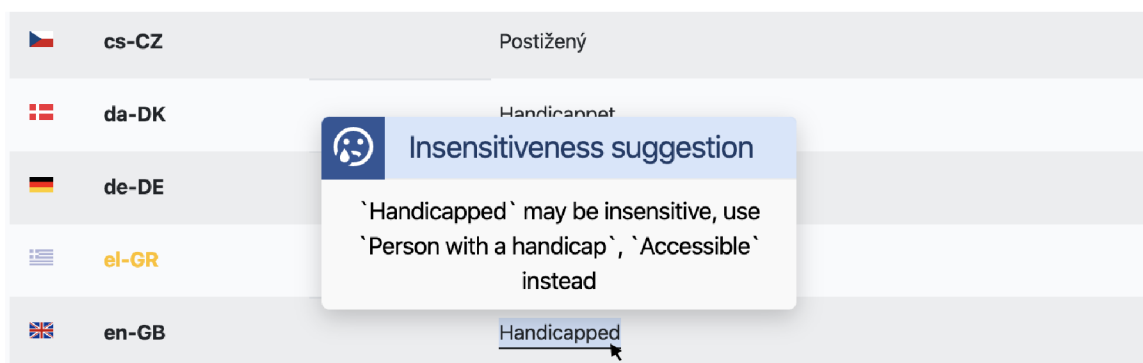 cs-CZ Postižený
da-DK Handicappet
Insensitiveness suggestion
de-DE
`Handicapped` may be insensitive, use
`Person with a handicap`, `Accessible`
instead
el-GR
en-GB Handicapped